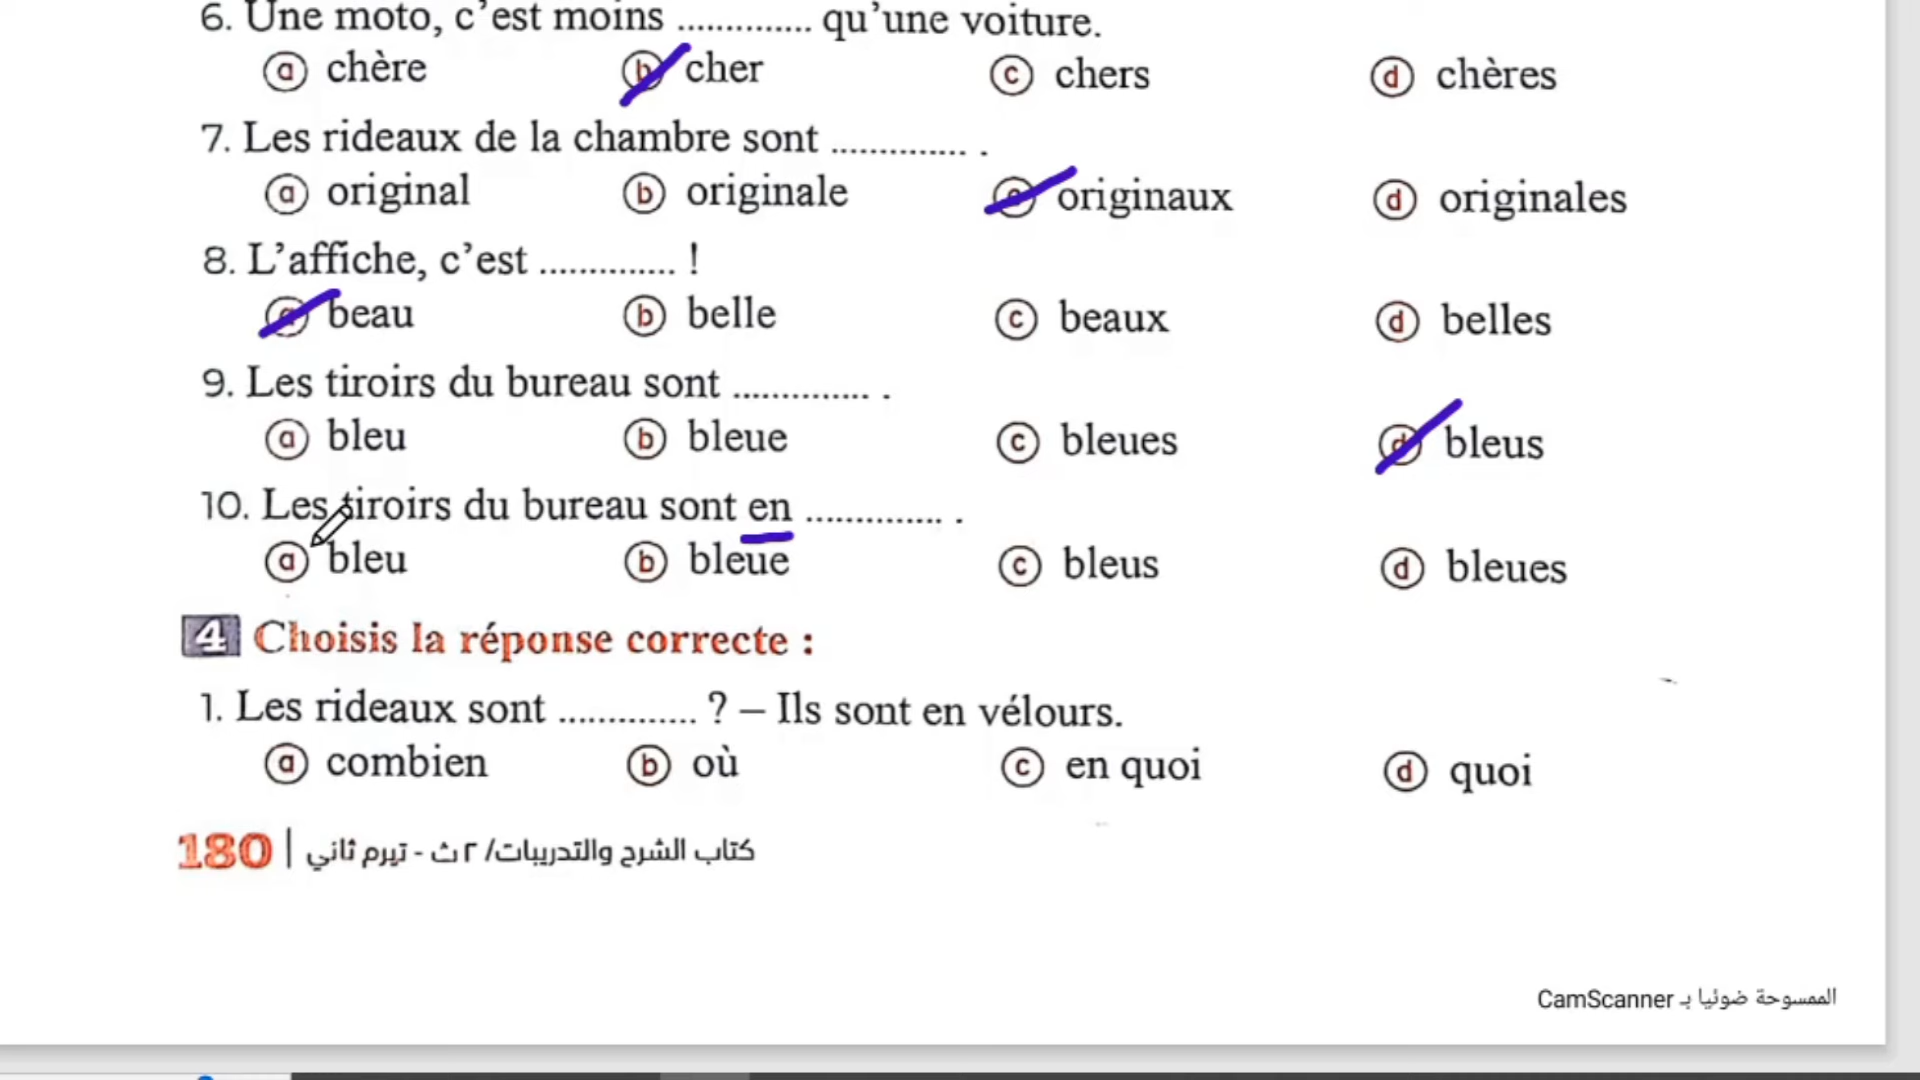 6. Une moto, c’est moins .............. qu’une voiture.
a chère b cher c chers d chères
7. Les rideaux de la chambre sont .............. .
a original b originale c originaux d originales
8. L’affiche, c’est .............. !
a beau b belle c beaux d belles
9. Les tiroirs du bureau sont .............. .
a bleu b bleue c bleues d bleus
10. Les tiroirs du bureau sont en .............. .
a bleu b bleue c bleus d bleues
4 Choisis la réponse correcte :
1. Les rideaux sont .............. ? – Ils sont en vélours.
a combien b où c en quoi d quoi
180 | كتاب الشرح والتدريبات/ ٢ ث - تيرم ثاني
الممسوحة ضوئيا بـ CamScanner